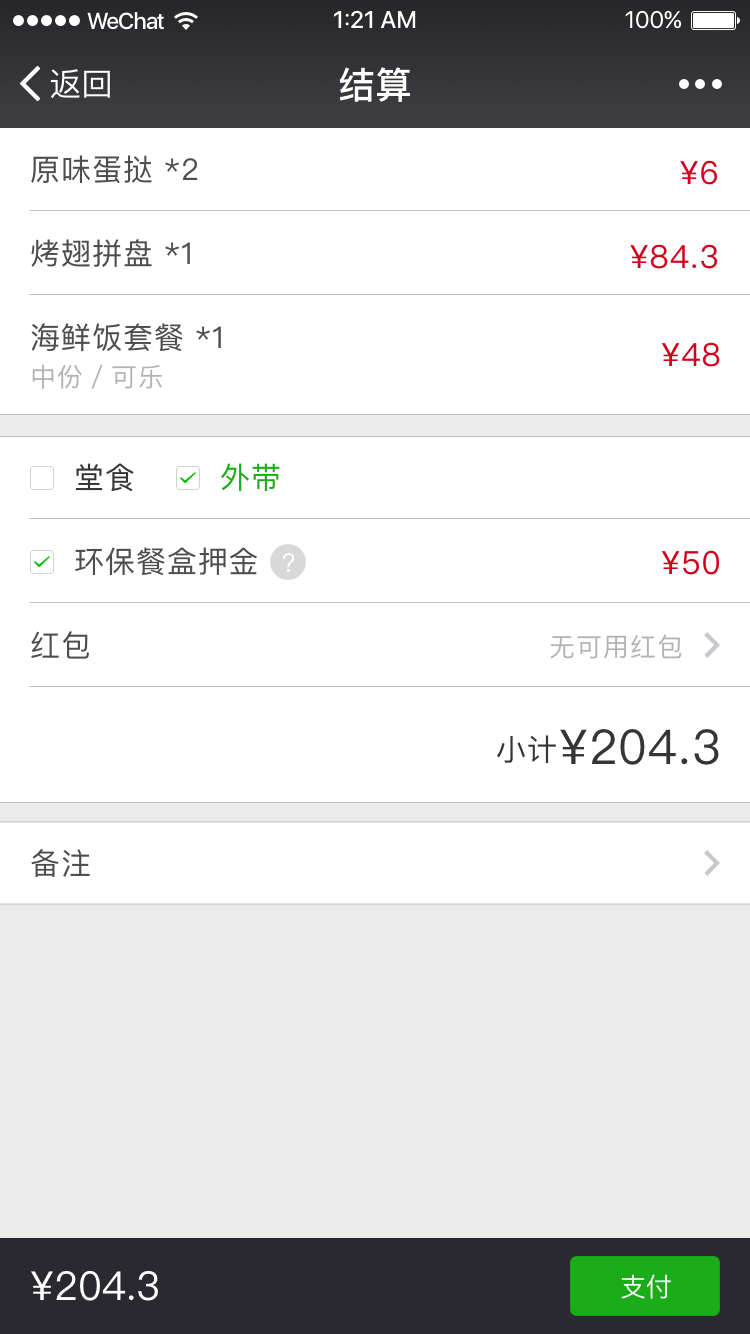 WeChat 1:21 AM 100%
返回 结算
原味蛋挞 *2 ¥6
烤翅拼盘 *1 ¥84.3
海鲜饭套餐 *1 ¥48
中份 / 可乐
堂食 外带
环保餐盒押金 ? ¥50
红包 无可用红包
小计¥204.3
备注
¥204.3 支付